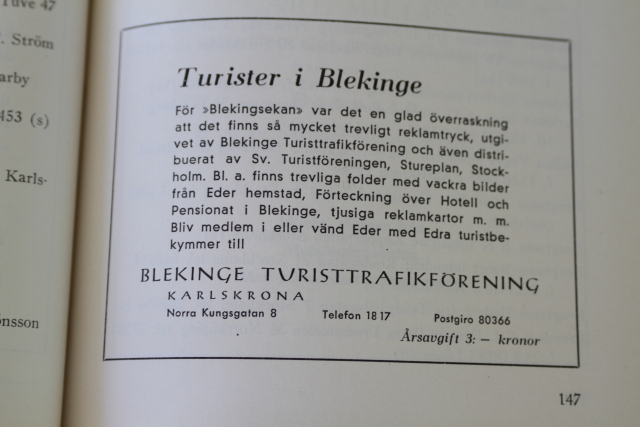 Tuve 47
Ström
arby
453 (s)
Karls-
onsson
Turister i Blekinge
För »Blekingsekan» var det en glad överraskning
att det finns så mycket trevligt reklamtryck, utgi-
vet av Blekinge Turisttrafikförening och även distri-
buerat av Sv. Turistföreningen, Stureplan, Stock-
holm. Bl. a. finns trevliga folder med vackra bilder
från Eder hemstad, Förteckning över Hotell och
Pensionat i Blekinge, tjusiga reklamkartor m. m.
Bliv medlem i eller vänd Eder med Edra turistbe-
kymmer till
BLEKINGE TURISTTRAFIKFÖRENING
KARLSKRONA
Norra Kungsgatan 8 Telefon 18 17 Postgiro 80366
Årsavgift 3: — kronor
147